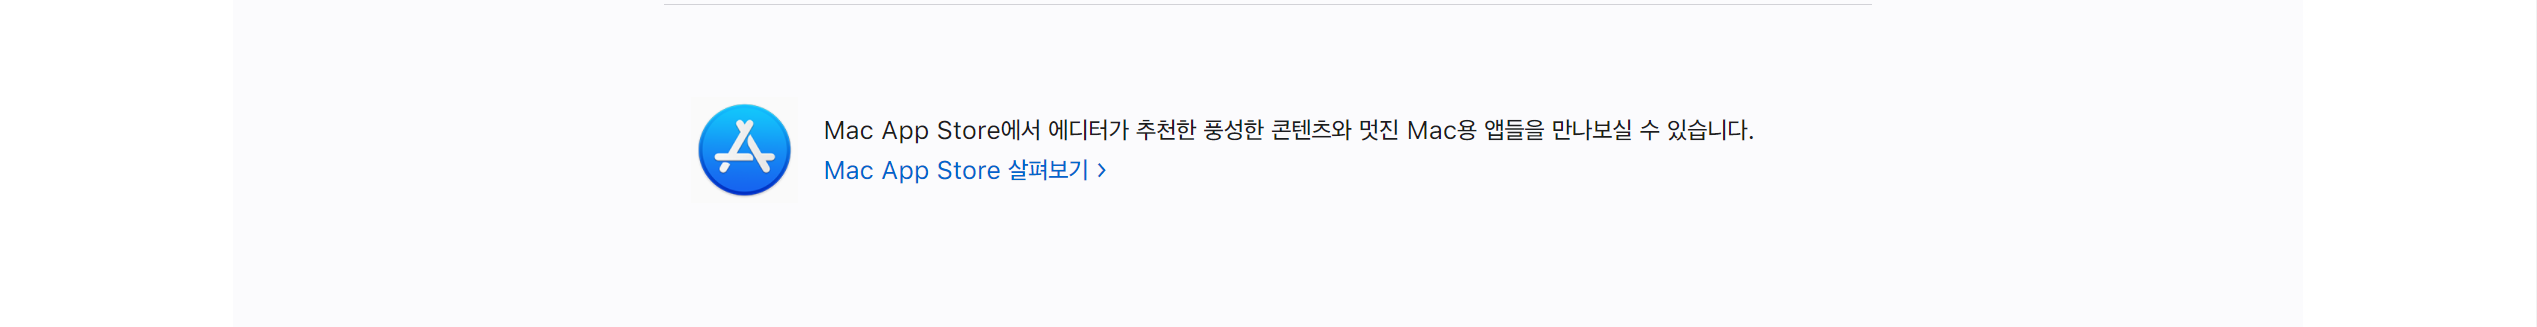 Mac App Store에서 에디터가 추천한 풍성한 콘텐츠와 멋진 Mac용 앱들을 만나보실 수 있습니다.
Mac App Store 살펴보기 >